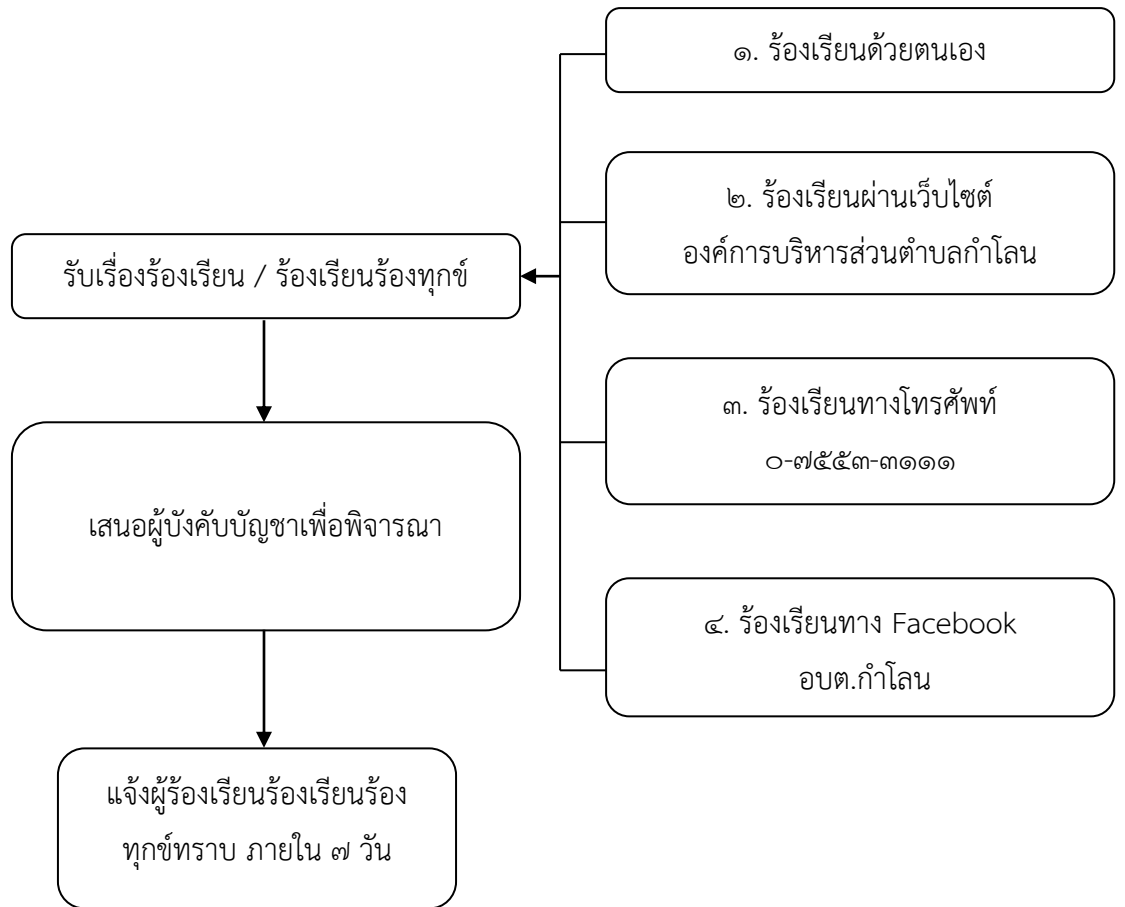 ๑. ร้องเรียนด้วยตนเอง
๒. ร้องเรียนผ่านเว็บไซต์
องค์การบริหารส่วนตำบลกำโลน
รับเรื่องร้องเรียน / ร้องเรียนร้องทุกข์
๓. ร้องเรียนทางโทรศัพท์
๐-๗๕๕๓-๓๑๑๑
เสนอผู้บังคับบัญชาเพื่อพิจารณา
๔. ร้องเรียนทาง Facebook
อบต.กำโลน
แจ้งผู้ร้องเรียนร้องเรียนร้อง
ทุกข์ทราบ ภายใน ๗ วัน